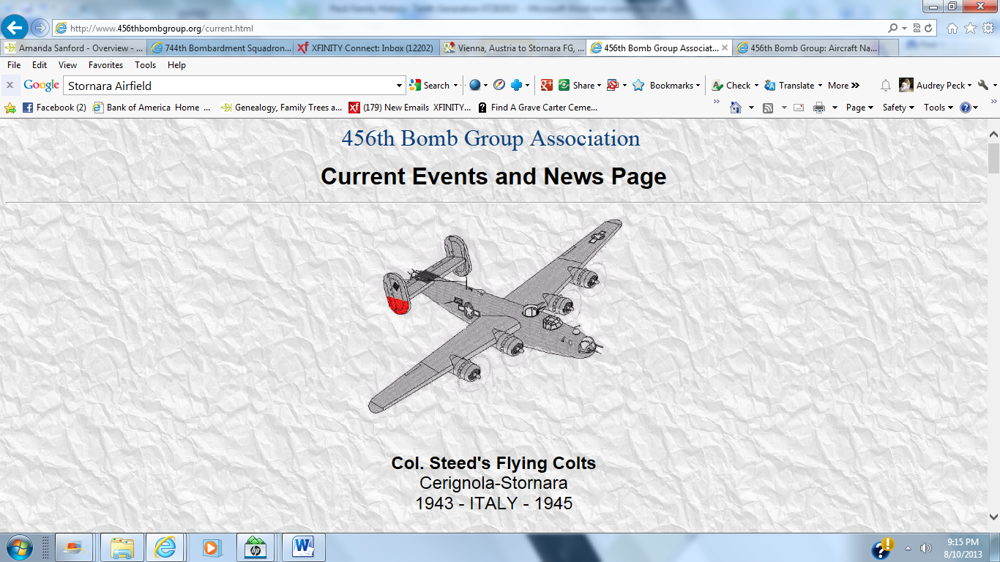 http://www.456thbombgroup.org/current.html
Amanda Sanford - Overview - ...
744th Bombardment Squadron...
XFINITY Connect: Inbox (12202)
Vienna, Austria to Stornara FG, ...
456th Bomb Group Associat...
456th Bomb Group: Aircraft Na...
File Edit View Favorites Tools Help
x Google Stornara Airfield Search Share Bookmarks Check Translate More » Audrey Peck
Facebook (2) Bank of America Home ... Genealogy, Family Trees a... (179) New Emails XFINITY... Find A Grave Carter Ceme... » Page Safety Tools »
456th Bomb Group Association
Current Events and News Page
Col. Steed's Flying Colts
Cerignola-Stornara
1943 - ITALY - 1945
9:15 PM
8/10/2013